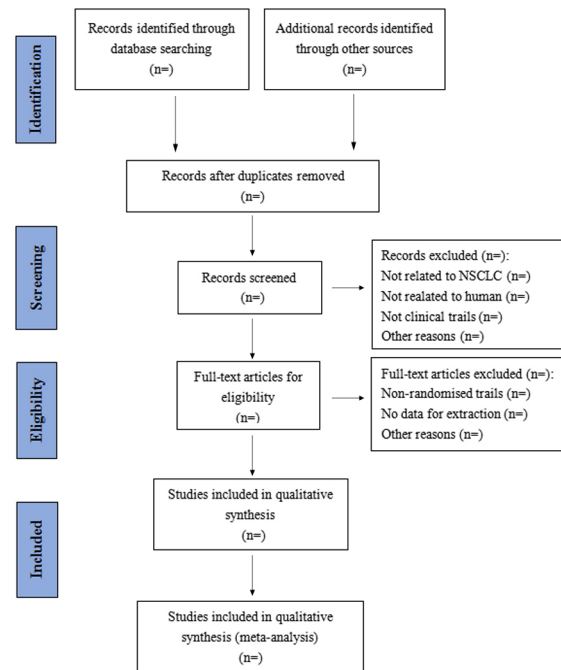 Identification
Records identified through
database searching
(n=)
Additional records identified
through other sources
(n=)
Records after duplicates removed
(n=)
Screening
Records screened
(n=)
Records excluded (n=):
Not related to NSCLC (n=)
Not realated to human (n=)
Not clinical trails (n=)
Other reasons (n=)
Eligibility
Full-text articles for
eligibility
(n=)
Full-text articles excluded (n=):
Non-randomised trails (n=)
No data for extraction (n=)
Other reasons (n=)
Included
Studies included in qualitative
synthesis
(n=)
Studies included in qualitative
synthesis (meta-analysis)
(n=)